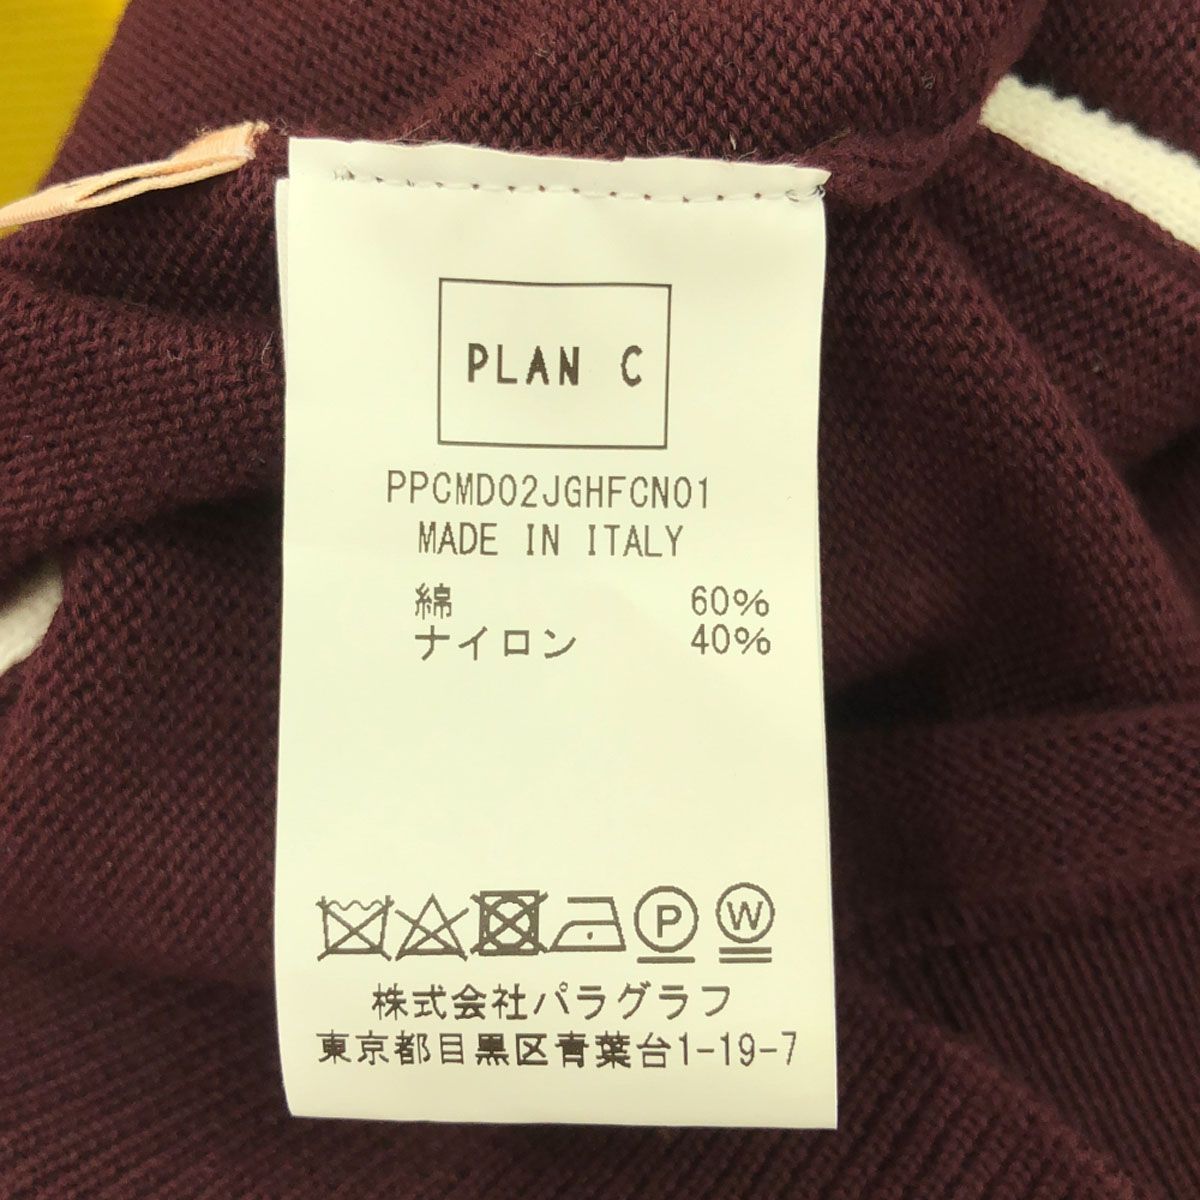 PLAN C
PPCMD02JGHFCN01
MADE IN ITALY
綿 60%
ナイロン 40%
P W
株式会社パラグラフ
東京都目黒区青葉台1-19-7